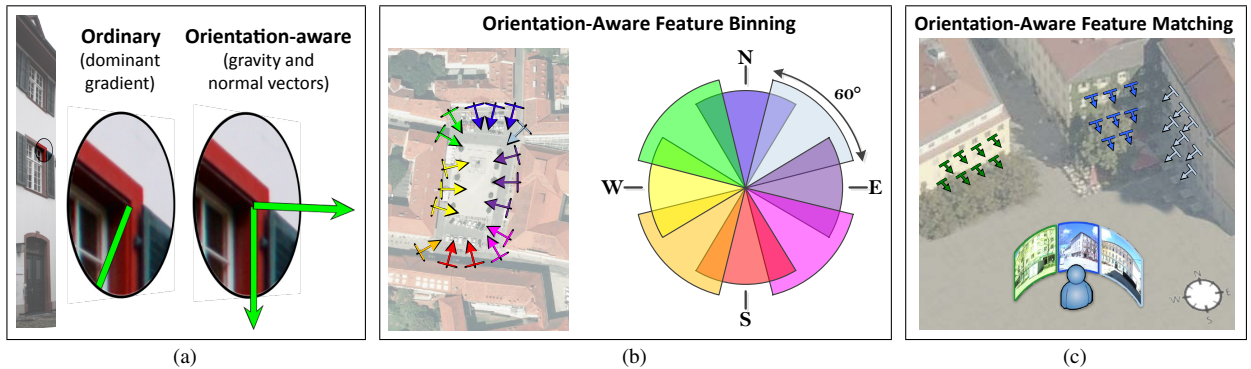 Ordinary
(dominant
gradient)
Orientation-aware
(gravity and
normal vectors)
(a)
Orientation-Aware Feature Binning
N
60°
W
E
S
(b)
Orientation-Aware Feature Matching
N
W
E
S
(c)